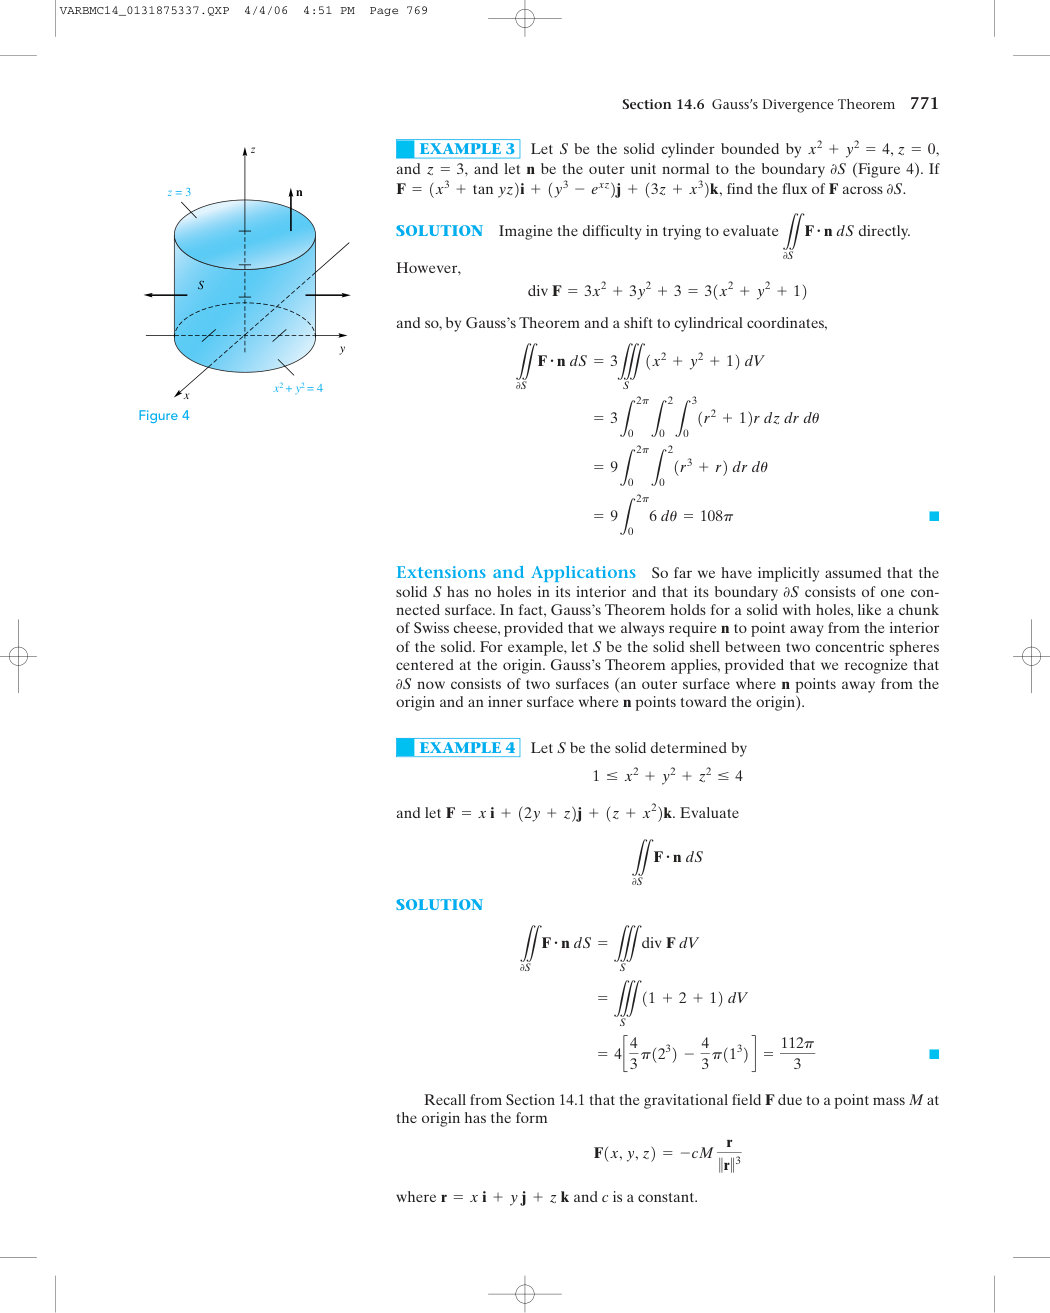 VARBMC14_0131875337.QXP 4/4/06 4:51 PM Page 769
Section 14.6 Gauss's Divergence Theorem 771
z
z = 3
n
S
y
x² + y² = 4
x
Figure 4
EXAMPLE 3 Let S be the solid cylinder bounded by x² + y² = 4, z = 0,
and z = 3, and let n be the outer unit normal to the boundary ∂S (Figure 4). If
F = (x³ + tan yz)i + (y³ − e^{xz})j + (3z + x³)k, find the flux of F across ∂S.
SOLUTION Imagine the difficulty in trying to evaluate ∬_{∂S} F · n dS directly.
However,
div F = 3x² + 3y² + 3 = 3(x² + y² + 1)
and so, by Gauss's Theorem and a shift to cylindrical coordinates,
∬_{∂S} F · n dS = 3∭_S (x² + y² + 1) dV
= 3 ∫_0^{2π} ∫_0^2 ∫_0^3 (r² + 1)r dz dr dθ
= 9 ∫_0^{2π} ∫_0^2 (r³ + r) dr dθ
= 9 ∫_0^{2π} 6 dθ = 108π
Extensions and Applications So far we have implicitly assumed that the
solid S has no holes in its interior and that its boundary ∂S consists of one con-
nected surface. In fact, Gauss's Theorem holds for a solid with holes, like a chunk
of Swiss cheese, provided that we always require n to point away from the interior
of the solid. For example, let S be the solid shell between two concentric spheres
centered at the origin. Gauss's Theorem applies, provided that we recognize that
∂S now consists of two surfaces (an outer surface where n points away from the
origin and an inner surface where n points toward the origin).
EXAMPLE 4 Let S be the solid determined by
1 ≤ x² + y² + z² ≤ 4
and let F = x i + (2y + z)j + (z + x²)k. Evaluate
∬_{∂S} F · n dS
SOLUTION
∬_{∂S} F · n dS = ∭_S div F dV
= ∭_S (1 + 2 + 1) dV
= 4[4/3 π(2³) − 4/3 π(1³)] = 112π/3
Recall from Section 14.1 that the gravitational field F due to a point mass M at
the origin has the form
F(x, y, z) = −cM r/‖r‖³
where r = x i + y j + z k and c is a constant.